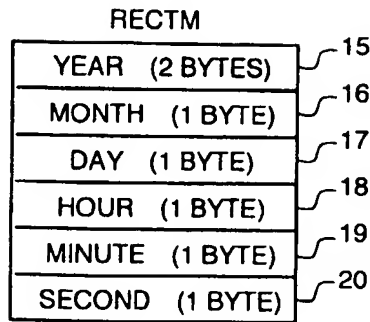 RECTM
YEAR (2 BYTES) 15
MONTH (1 BYTE) 16
DAY (1 BYTE) 17
HOUR (1 BYTE) 18
MINUTE (1 BYTE) 19
SECOND (1 BYTE) 20